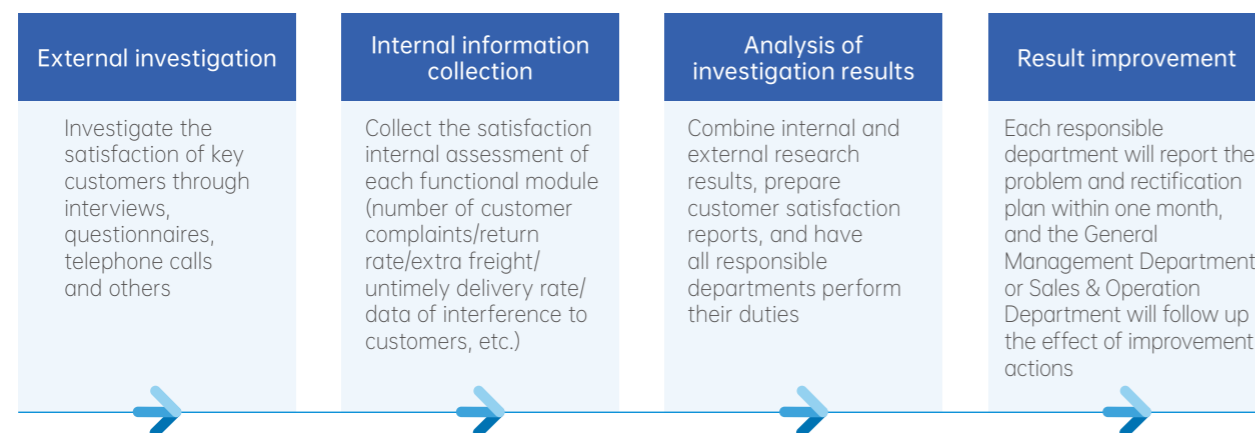 External investigation
Investigate the
satisfaction of key
customers through
interviews,
questionnaires,
telephone calls
and others
Internal information
collection
Collect the satisfaction
internal assessment of
each functional module
(number of customer
complaints/return
rate/extra freight/
untimely delivery rate/
data of interference to
customers, etc.)
Analysis of
investigation results
Combine internal and
external research
results, prepare
customer satisfaction
reports, and have
all responsible
departments perform
their duties
Result improvement
Each responsible
department will report the
problem and rectification
plan within one month,
and the General
Management Department
or Sales & Operation
Department will follow up
the effect of improvement
actions